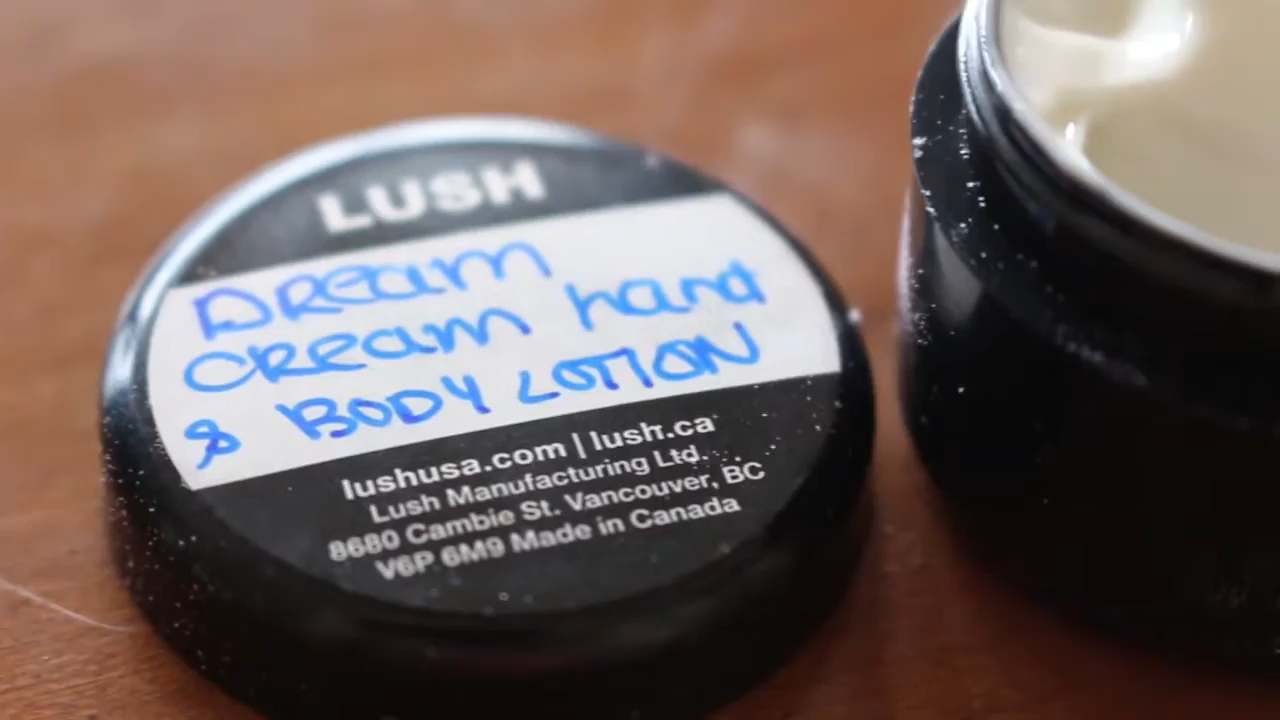 LUSH
DReam
CReam hand
& BODY LOTION
lushusa.com | lush.ca
Lush Manufacturing Ltd.
8680 Cambie St. Vancouver, BC
V6P 6M9 Made in Canada